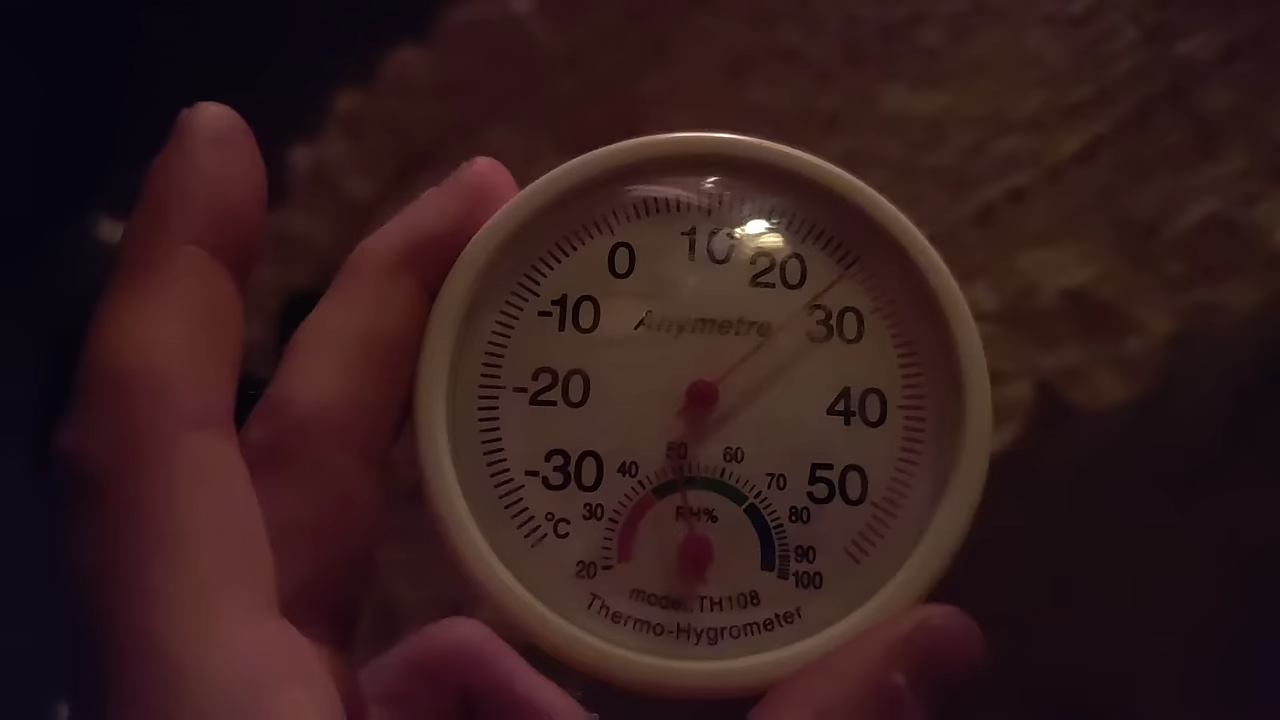 0 10 20
-10 Anymetre 30
-20 40
-30 50
°C
20 30 40 50 60 70 80 90 100
RH%
model:TH108
Thermo-Hygrometer